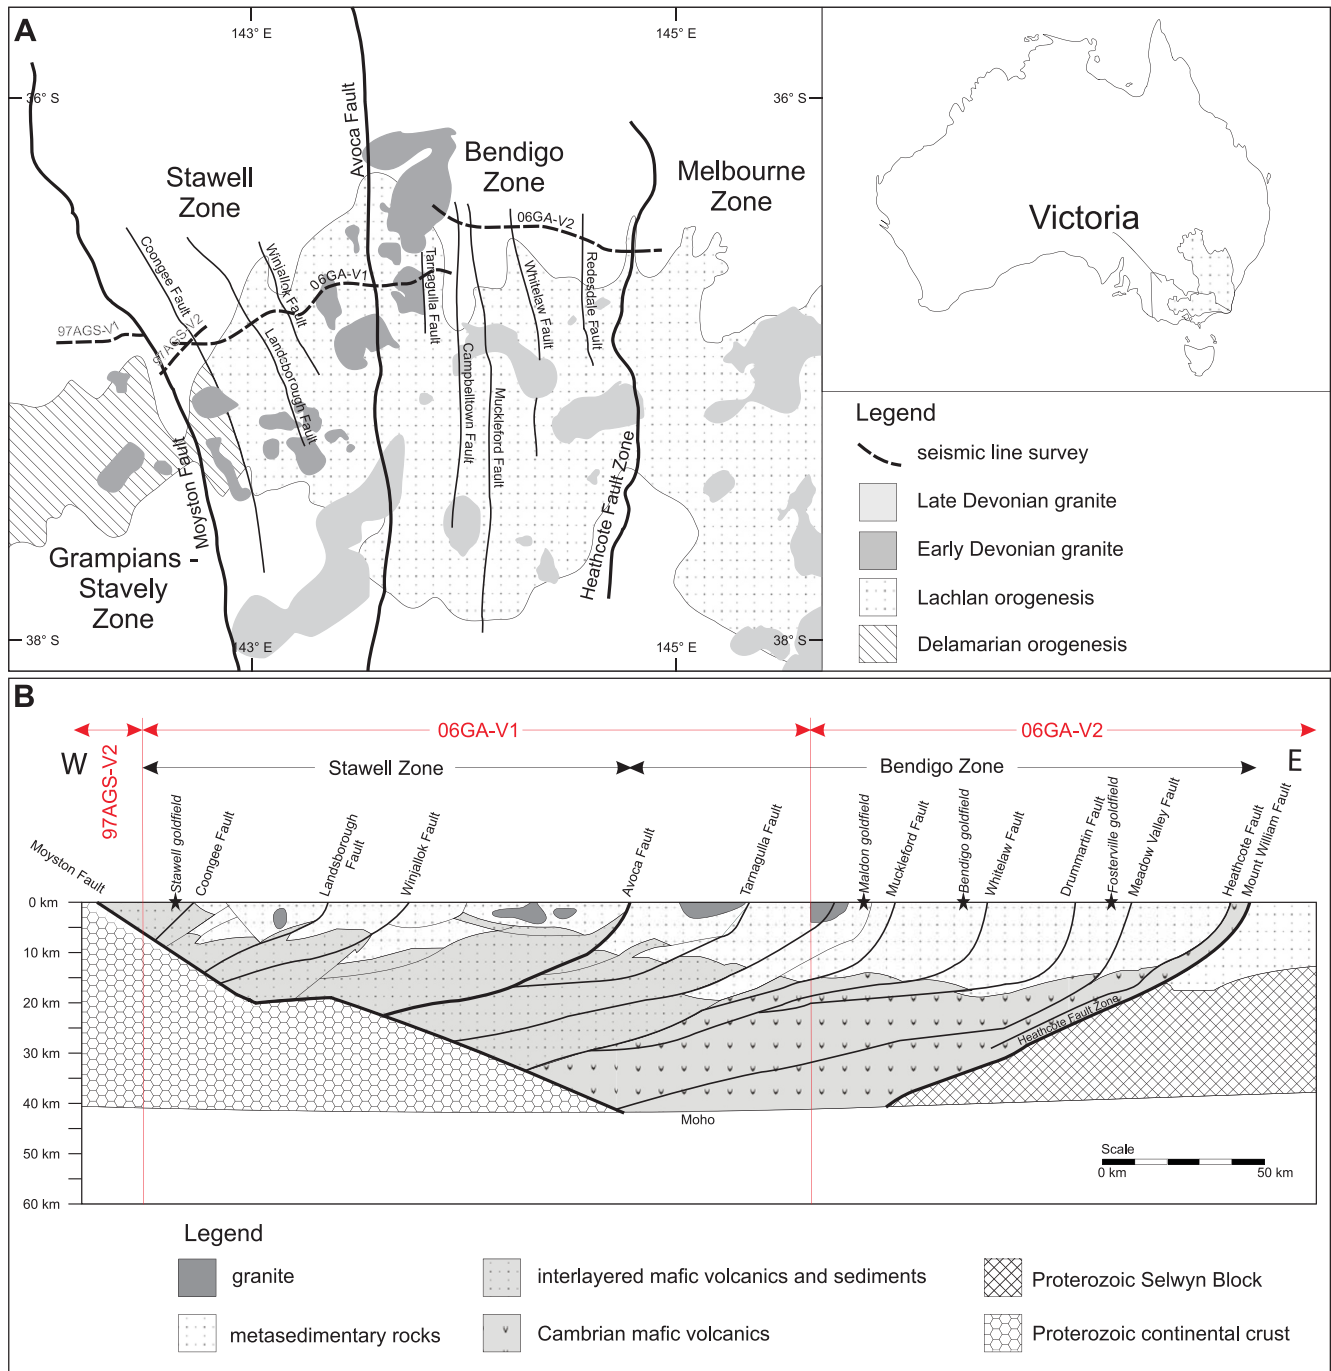 A
143° E
145° E
36° S
36° S
Avoca Fault
Bendigo
Zone
Stawell
Zone
Melbourne
Zone
06GA-V2
Coongee Fault
Winjallok Fault
06GA-V1
Tarnagulla Fault
Whitelaw Fault
Redesdale Fault
97AGS-V1
97AGS-V2
Landsborough Fault
Campbelltown Fault
Muckleford Fault
Moyston Fault
Heathcote Fault Zone
Grampians -
Stavely
Zone
38° S
143° E
145° E
38° S
Victoria
Legend
seismic line survey
Late Devonian granite
Early Devonian granite
Lachlan orogenesis
Delamarian orogenesis
B
97AGS-V2
06GA-V1
06GA-V2
W
E
Stawell Zone
Bendigo Zone
Moyston Fault
Stawell goldfield
Coongee Fault
Landsborough
Fault
Winjallok Fault
Avoca Fault
Tarnagulla Fault
Maldon goldfield
Muckleford Fault
Bendigo goldfield
Whitelaw Fault
Drummartin Fault
Fosterville goldfield
Meadow Valley Fault
Heathcote Fault
Mount William Fault
0 km
10 km
20 km
30 km
40 km
50 km
60 km
Heathcote Fault Zone
Moho
Scale
0 km
50 km
Legend
granite
interlayered mafic volcanics and sediments
Proterozoic Selwyn Block
metasedimentary rocks
Cambrian mafic volcanics
Proterozoic continental crust